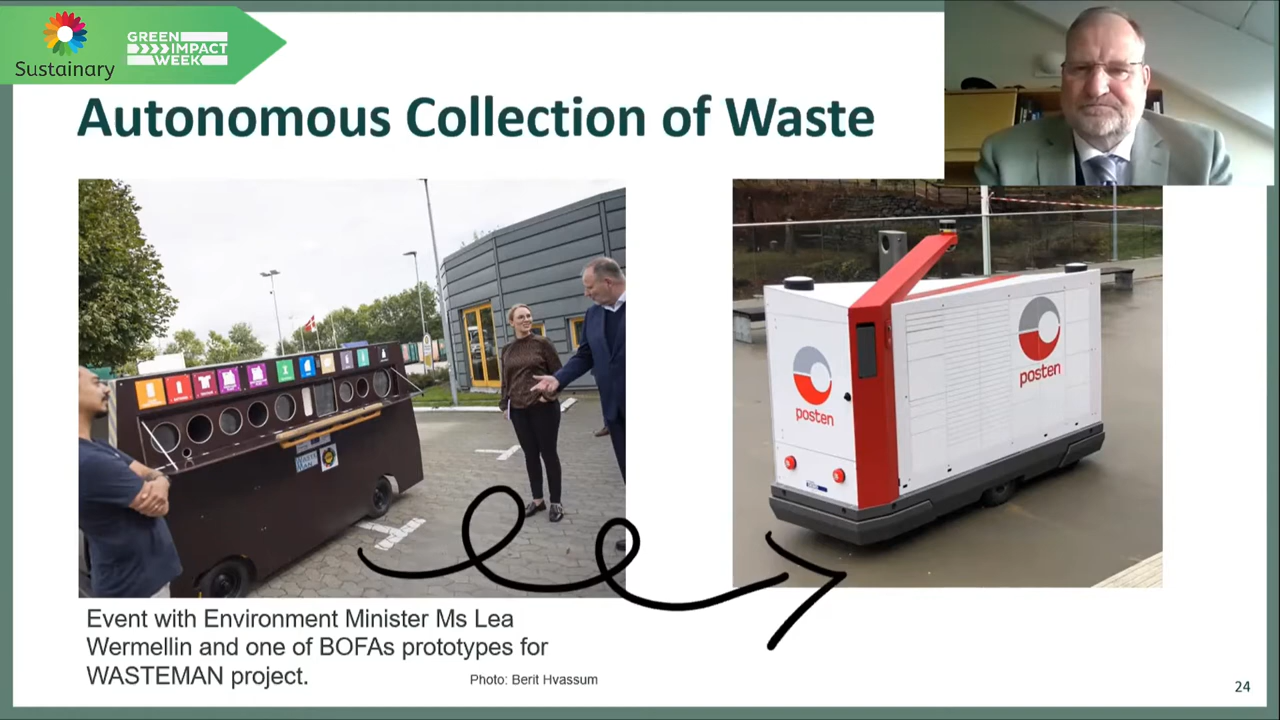 Sustainary
GREEN
IMPACT
WEEK
Autonomous Collection of Waste
posten
posten
Event with Environment Minister Ms Lea
Wermellin and one of BOFAs prototypes for
WASTEMAN project.
Photo: Berit Hvassum
24